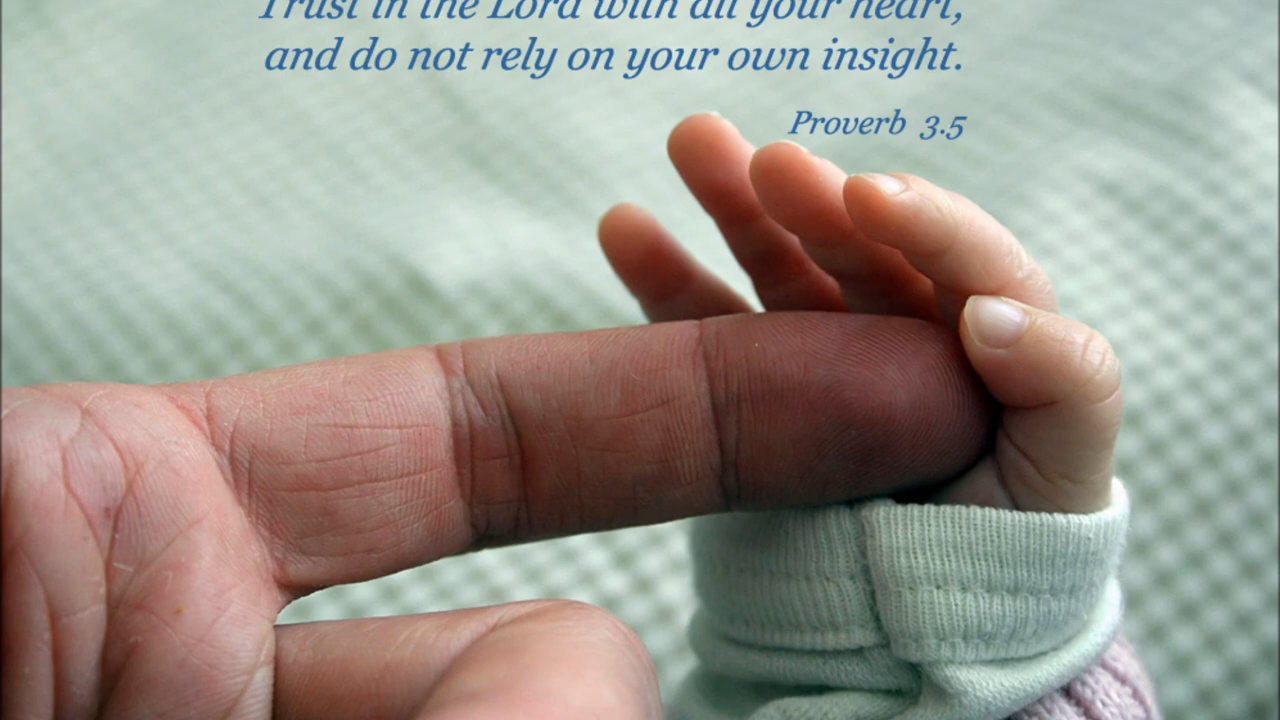 Trust in the Lord with all your heart,
and do not rely on your own insight.
Proverb 3.5